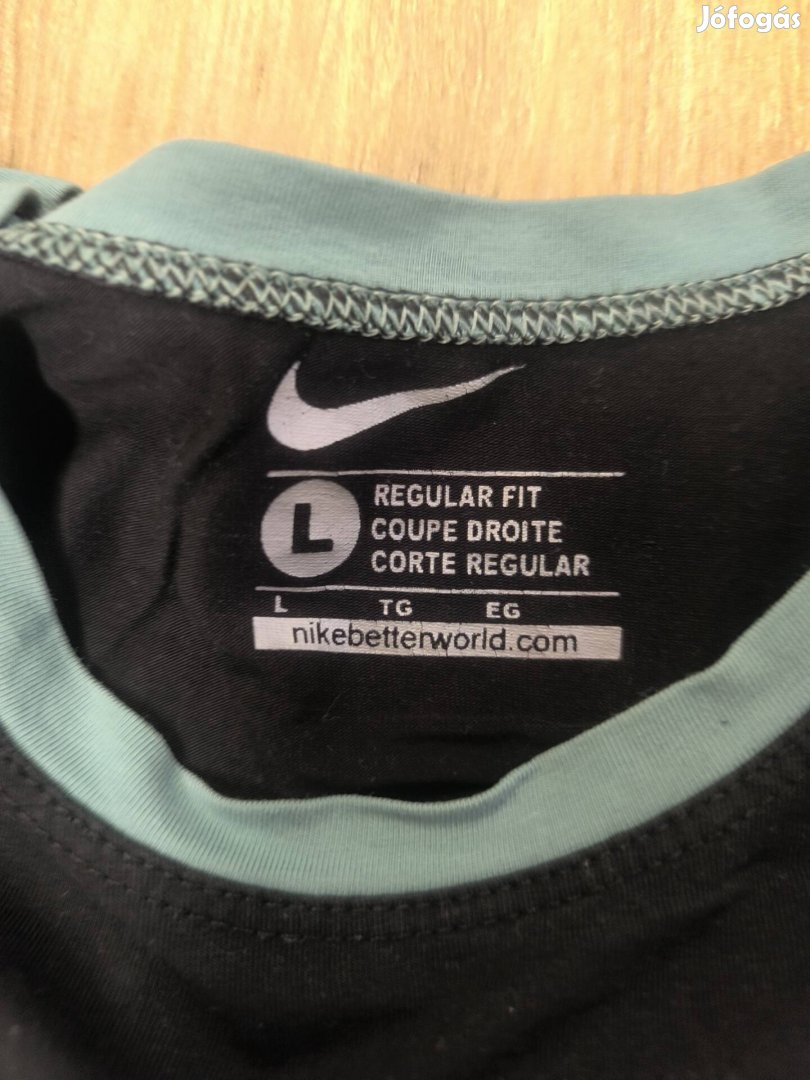 Jófogás
L
REGULAR FIT
COUPE DROITE
CORTE REGULAR
L TG EG
nikebetterworld.com